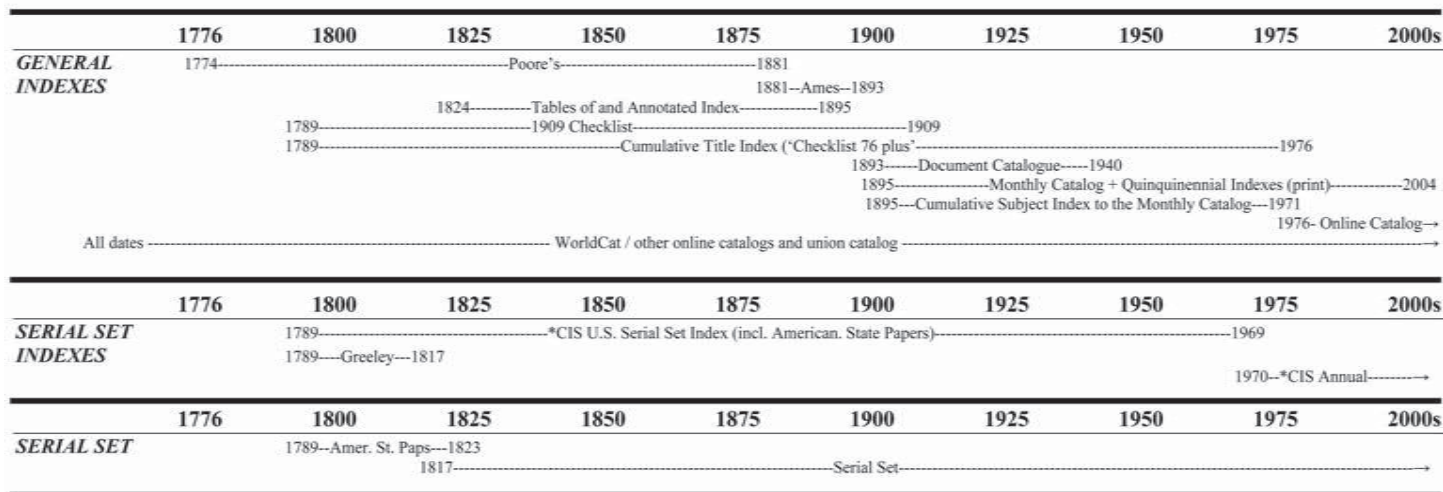 1776 1800 1825 1850 1875 1900 1925 1950 1975 2000s
GENERAL 1774------Poore's------1881
INDEXES 1881--Ames--1893
1824----------Tables of and Annotated Index-------------1895
1789------1909 Checklist------1909
1789------Cumulative Title Index ('Checklist 76 plus'------1976
1893------Document Catalogue-----1940
1895-----------------Monthly Catalog + Quinquinennial Indexes (print)-------------2004
1895---Cumulative Subject Index to the Monthly Catalog---1971
1976- Online Catalog→
All dates ------ WorldCat / other online catalogs and union catalog ------→
1776 1800 1825 1850 1875 1900 1925 1950 1975 2000s
SERIAL SET 1789------*CIS U.S. Serial Set Index (incl. American. State Papers)------1969
INDEXES 1789----Greeley---1817
1970--*CIS Annual--------→
1776 1800 1825 1850 1875 1900 1925 1950 1975 2000s
SERIAL SET 1789--Amer. St. Paps---1823
1817------Serial Set------→